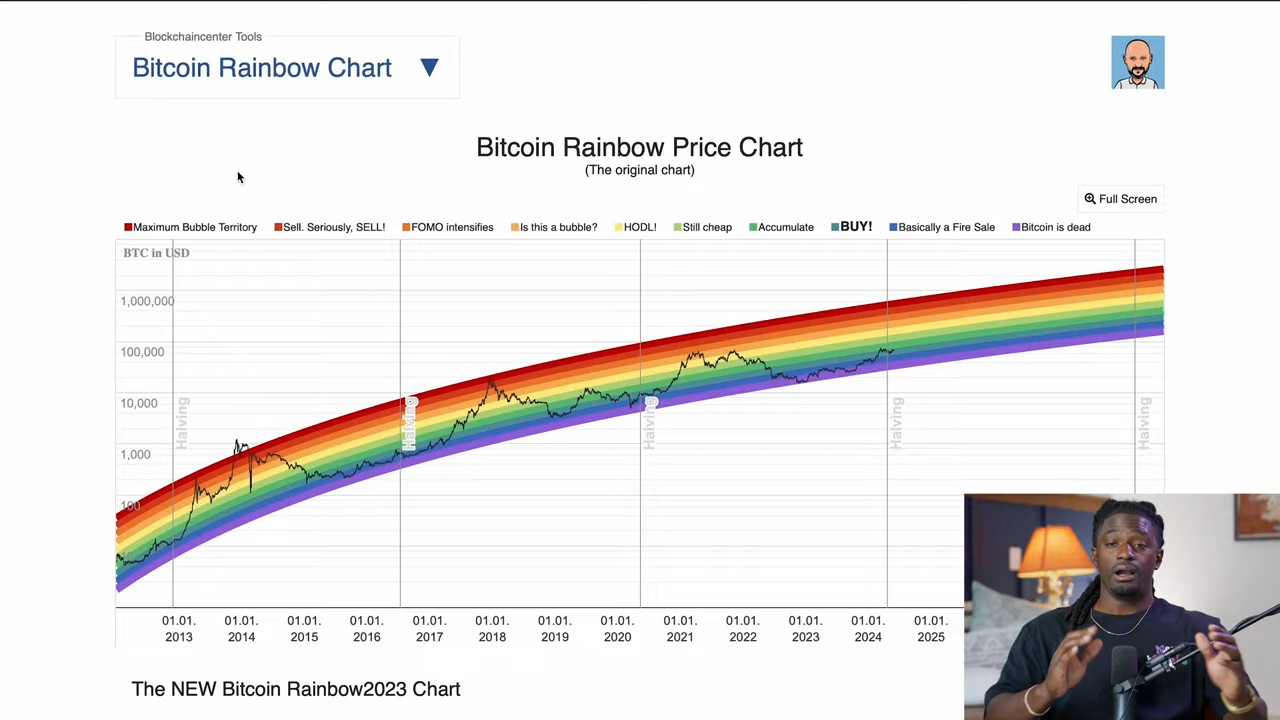 Blockchaincenter Tools
Bitcoin Rainbow Chart ▼
Bitcoin Rainbow Price Chart
(The original chart)
Full Screen
Maximum Bubble Territory Sell. Seriously, SELL! FOMO intensifies Is this a bubble? HODL! Still cheap Accumulate BUY! Basically a Fire Sale Bitcoin is dead
BTC in USD
1,000,000
100,000
10,000
1,000
100
Halving
Halving
Halving
Halving
Halving
01.01. 01.01. 01.01. 01.01. 01.01. 01.01. 01.01. 01.01. 01.01. 01.01. 01.01. 01.01. 01.01.
2013 2014 2015 2016 2017 2018 2019 2020 2021 2022 2023 2024 2025
The NEW Bitcoin Rainbow2023 Chart